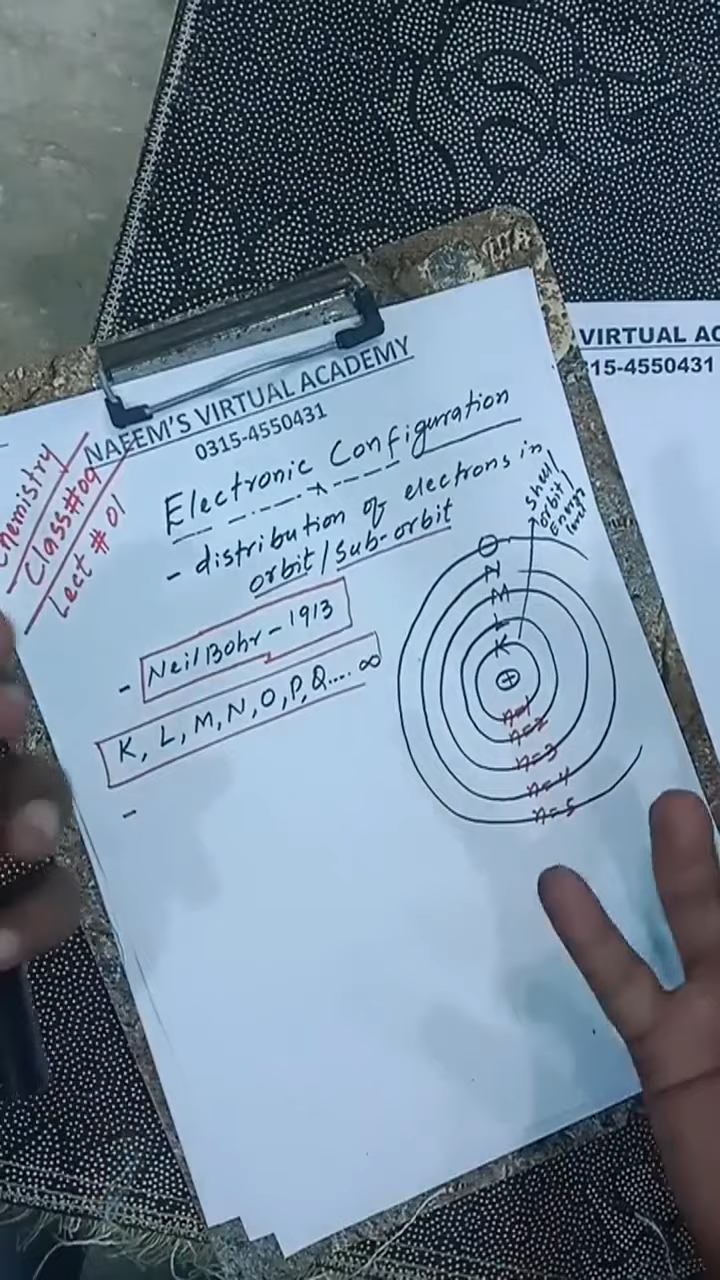 NAEEM'S VIRTUAL ACADEMY
0315-4550431
VIRTUAL AC
15-4550431
Chemistry
Class#09
Lect # 01
Electronic Configuration
- distribution of electrons in
orbit / Sub-orbit
shell/
orbit/
Energy
level
- Neil Bohr - 1913
K, L, M, N, O, P, Q.... ∞
-
O
N
M
L
K
+
n=1
n=2
n=3
n=4
n=5